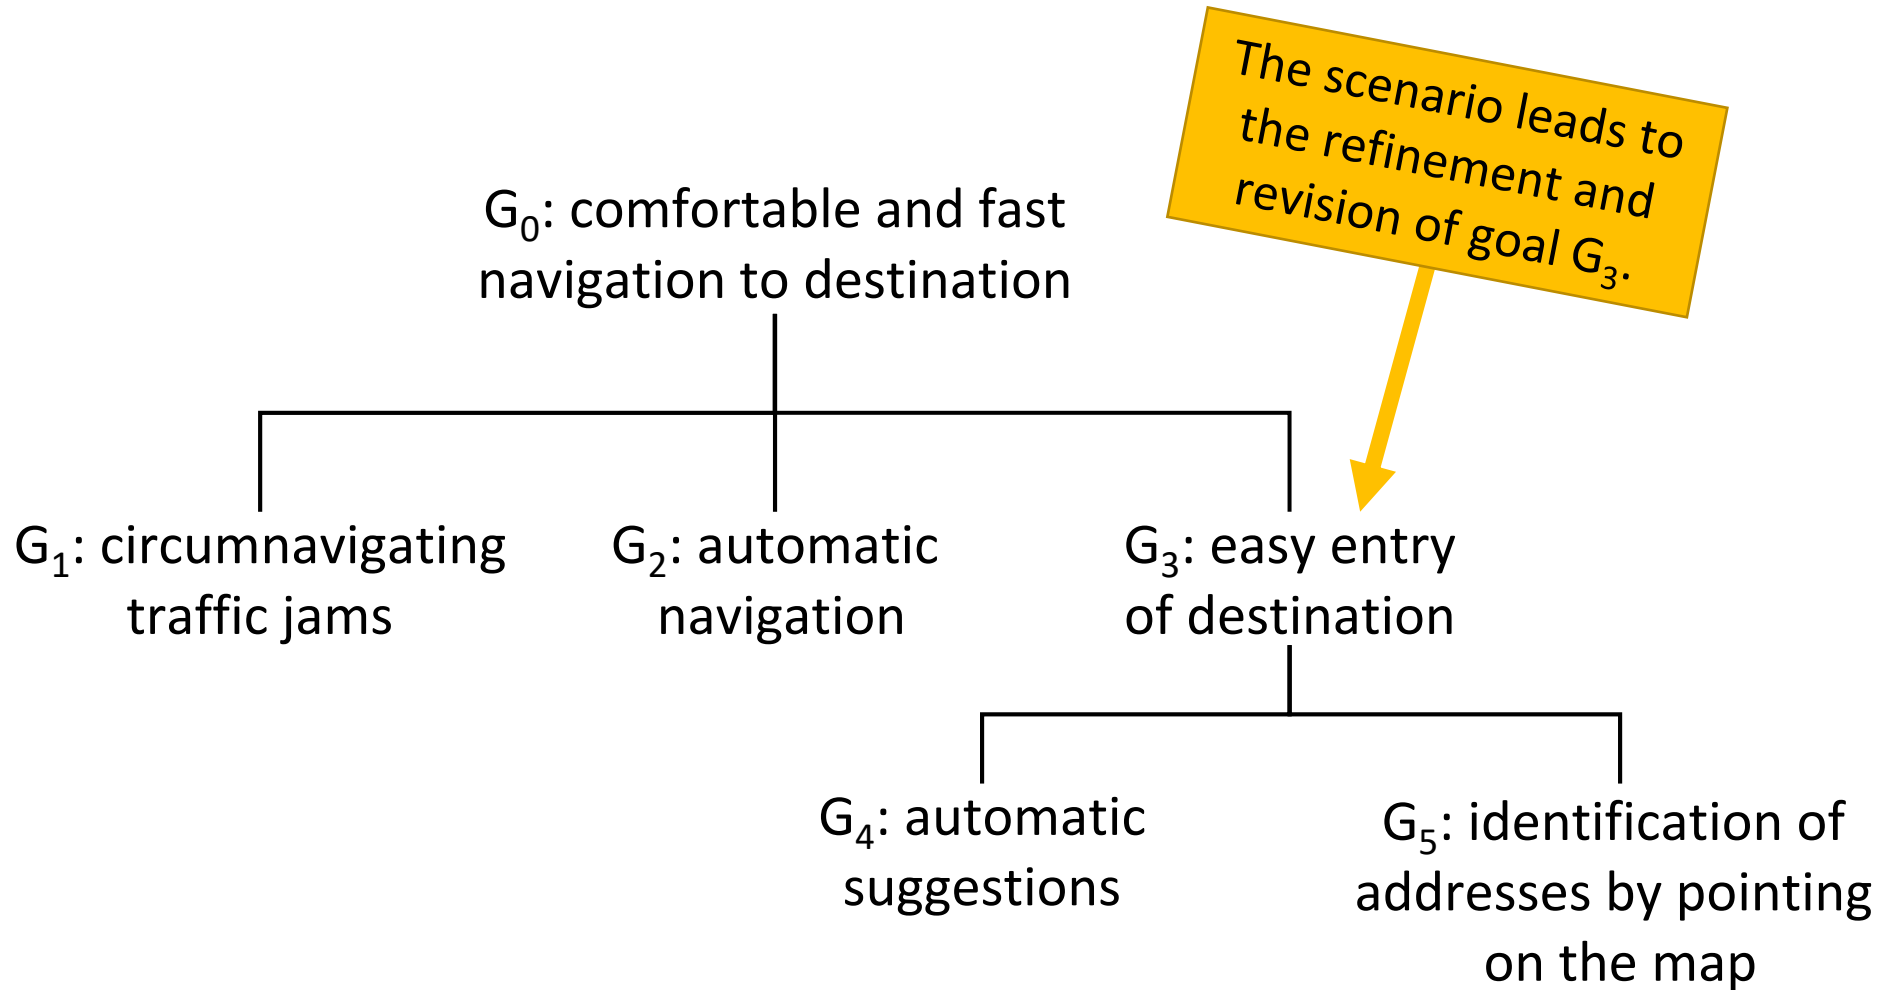 The scenario leads to
the refinement and
revision of goal G₃.
G₀: comfortable and fast
navigation to destination
G₁: circumnavigating
traffic jams
G₂: automatic
navigation
G₃: easy entry
of destination
G₄: automatic
suggestions
G₅: identification of
addresses by pointing
on the map